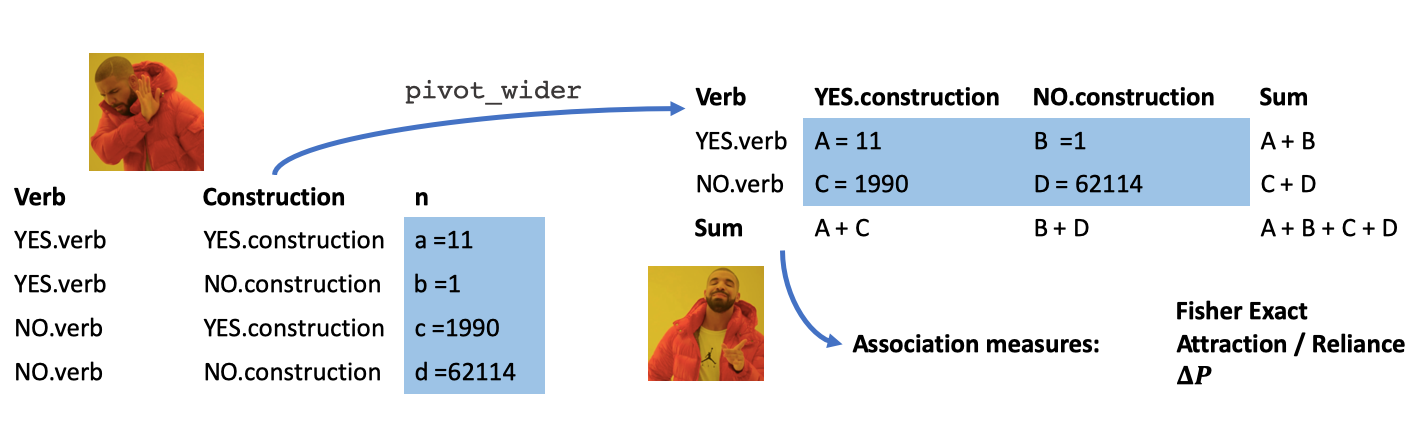 pivot_wider
Verb Construction n
YES.verb YES.construction a =11
YES.verb NO.construction b =1
NO.verb YES.construction c =1990
NO.verb NO.construction d =62114
Verb YES.construction NO.construction Sum
YES.verb A = 11 B =1 A + B
NO.verb C = 1990 D = 62114 C + D
Sum A + C B + D A + B + C + D
Association measures:
Fisher Exact
Attraction / Reliance
ΔP